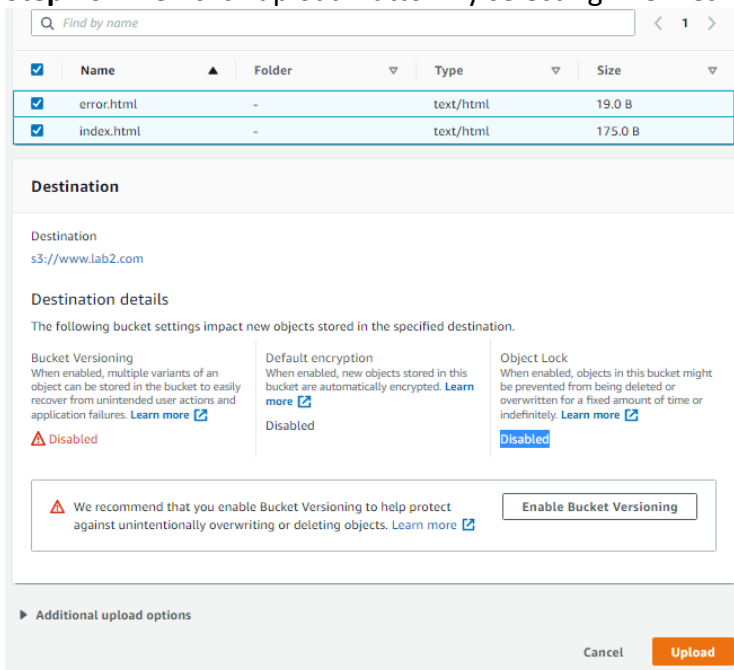 Find by name
1
Name Folder Type Size
error.html - text/html 19.0 B
index.html - text/html 175.0 B
Destination
Destination
s3://www.lab2.com
Destination details
The following bucket settings impact new objects stored in the specified destination.
Bucket Versioning
When enabled, multiple variants of an
object can be stored in the bucket to easily
recover from unintended user actions and
application failures. Learn more
Disabled
Default encryption
When enabled, new objects stored in this
bucket are automatically encrypted. Learn
more
Disabled
Object Lock
When enabled, objects in this bucket might
be prevented from being deleted or
overwritten for a fixed amount of time or
indefinitely. Learn more
Disabled
We recommend that you enable Bucket Versioning to help protect
against unintentionally overwriting or deleting objects. Learn more
Enable Bucket Versioning
Additional upload options
Cancel Upload